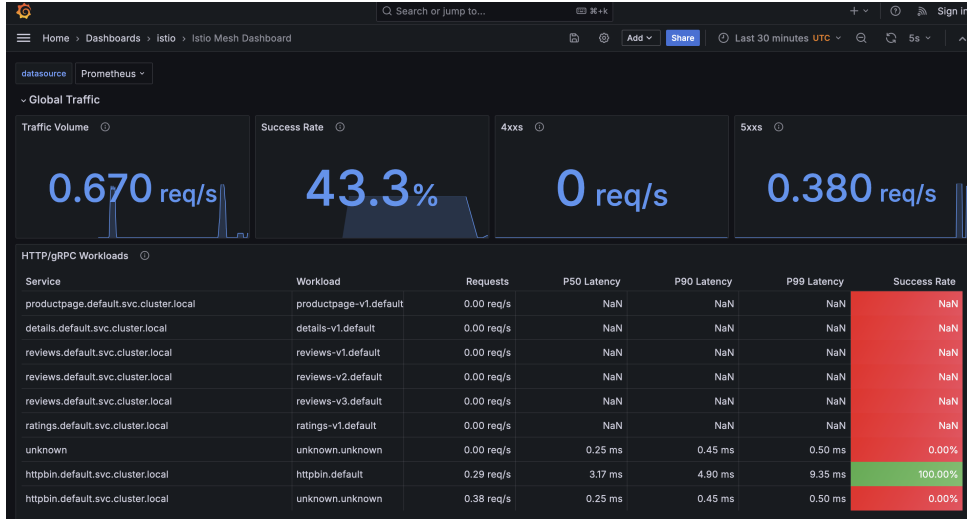 Search or jump to... ⌘+k Sign in
Home › Dashboards › istio › Istio Mesh Dashboard Add Share Last 30 minutes UTC 5s
datasource Prometheus
Global Traffic
Traffic Volume Success Rate 4xxs 5xxs
0.670 req/s 43.3% 0 req/s 0.380 req/s
HTTP/gRPC Workloads
Service Workload Requests P50 Latency P90 Latency P99 Latency Success Rate
productpage.default.svc.cluster.local productpage-v1.default 0.00 req/s NaN NaN NaN NaN
details.default.svc.cluster.local details-v1.default 0.00 req/s NaN NaN NaN NaN
reviews.default.svc.cluster.local reviews-v1.default 0.00 req/s NaN NaN NaN NaN
reviews.default.svc.cluster.local reviews-v2.default 0.00 req/s NaN NaN NaN NaN
reviews.default.svc.cluster.local reviews-v3.default 0.00 req/s NaN NaN NaN NaN
ratings.default.svc.cluster.local ratings-v1.default 0.00 req/s NaN NaN NaN NaN
unknown unknown.unknown 0.00 req/s 0.25 ms 0.45 ms 0.50 ms 0.00%
httpbin.default.svc.cluster.local httpbin.default 0.29 req/s 3.17 ms 4.90 ms 9.35 ms 100.00%
httpbin.default.svc.cluster.local unknown.unknown 0.38 req/s 0.25 ms 0.45 ms 0.50 ms 0.00%